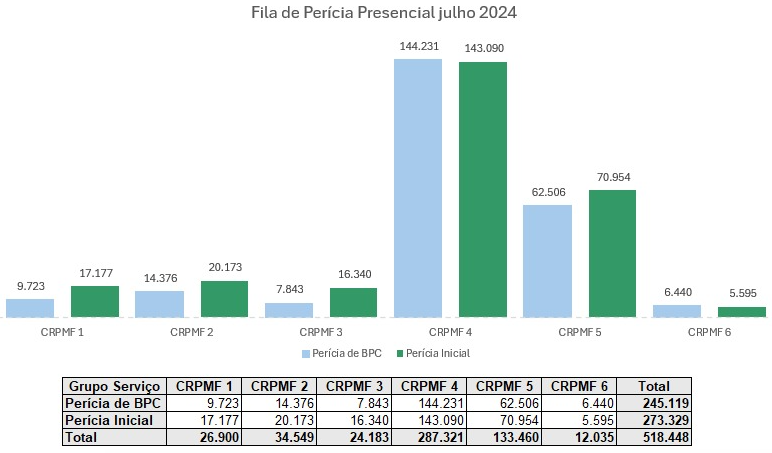 Fila de Perícia Presencial julho 2024
144.231 143.090
62.506 70.954
9.723 17.177 14.376 20.173 7.843 16.340 6.440 5.595
CRPMF 1 CRPMF 2 CRPMF 3 CRPMF 4 CRPMF 5 CRPMF 6
Perícia de BPC Perícia Inicial
Grupo Serviço CRPMF 1 CRPMF 2 CRPMF 3 CRPMF 4 CRPMF 5 CRPMF 6 Total
Perícia de BPC 9.723 14.376 7.843 144.231 62.506 6.440 245.119
Perícia Inicial 17.177 20.173 16.340 143.090 70.954 5.595 273.329
Total 26.900 34.549 24.183 287.321 133.460 12.035 518.448